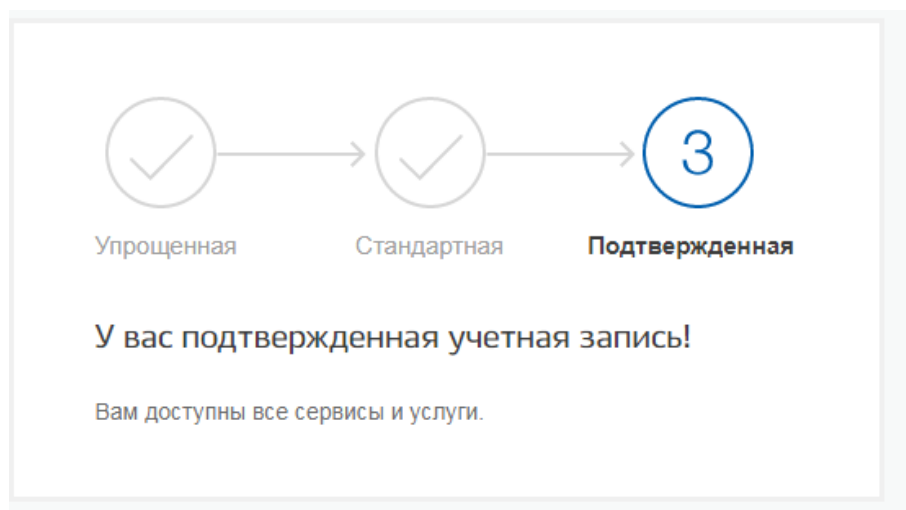 3
Упрощенная Стандартная Подтвержденная
У вас подтвержденная учетная запись!
Вам доступны все сервисы и услуги.